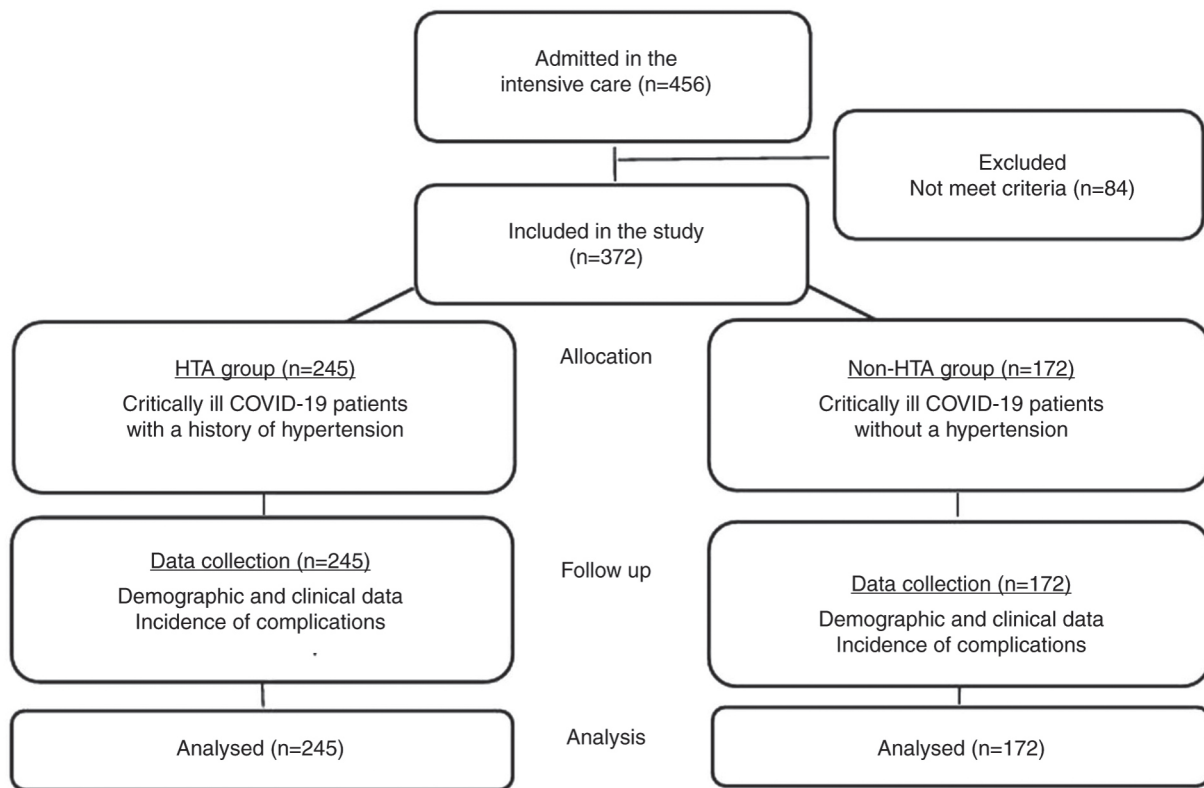 Admitted in the
intensive care (n=456)
Excluded
Not meet criteria (n=84)
Included in the study
(n=372)
Allocation
HTA group (n=245)
Critically ill COVID-19 patients
with a history of hypertension
Non-HTA group (n=172)
Critically ill COVID-19 patients
without a hypertension
Follow up
Data collection (n=245)
Demographic and clinical data
Incidence of complications
Data collection (n=172)
Demographic and clinical data
Incidence of complications
Analysis
Analysed (n=245)
Analysed (n=172)